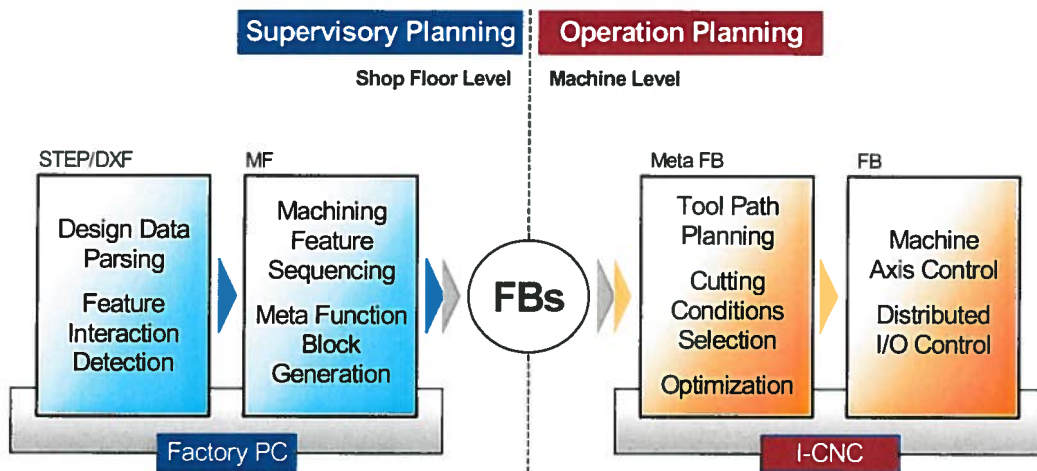 Supervisory Planning
Operation Planning
Shop Floor Level
Machine Level
STEP/DXF
Design Data
Parsing
Feature
Interaction
Detection
MF
Machining
Feature
Sequencing
Meta Function
Block
Generation
FBs
Meta FB
Tool Path
Planning
Cutting
Conditions
Selection
Optimization
FB
Machine
Axis Control
Distributed
I/O Control
Factory PC
I-CNC